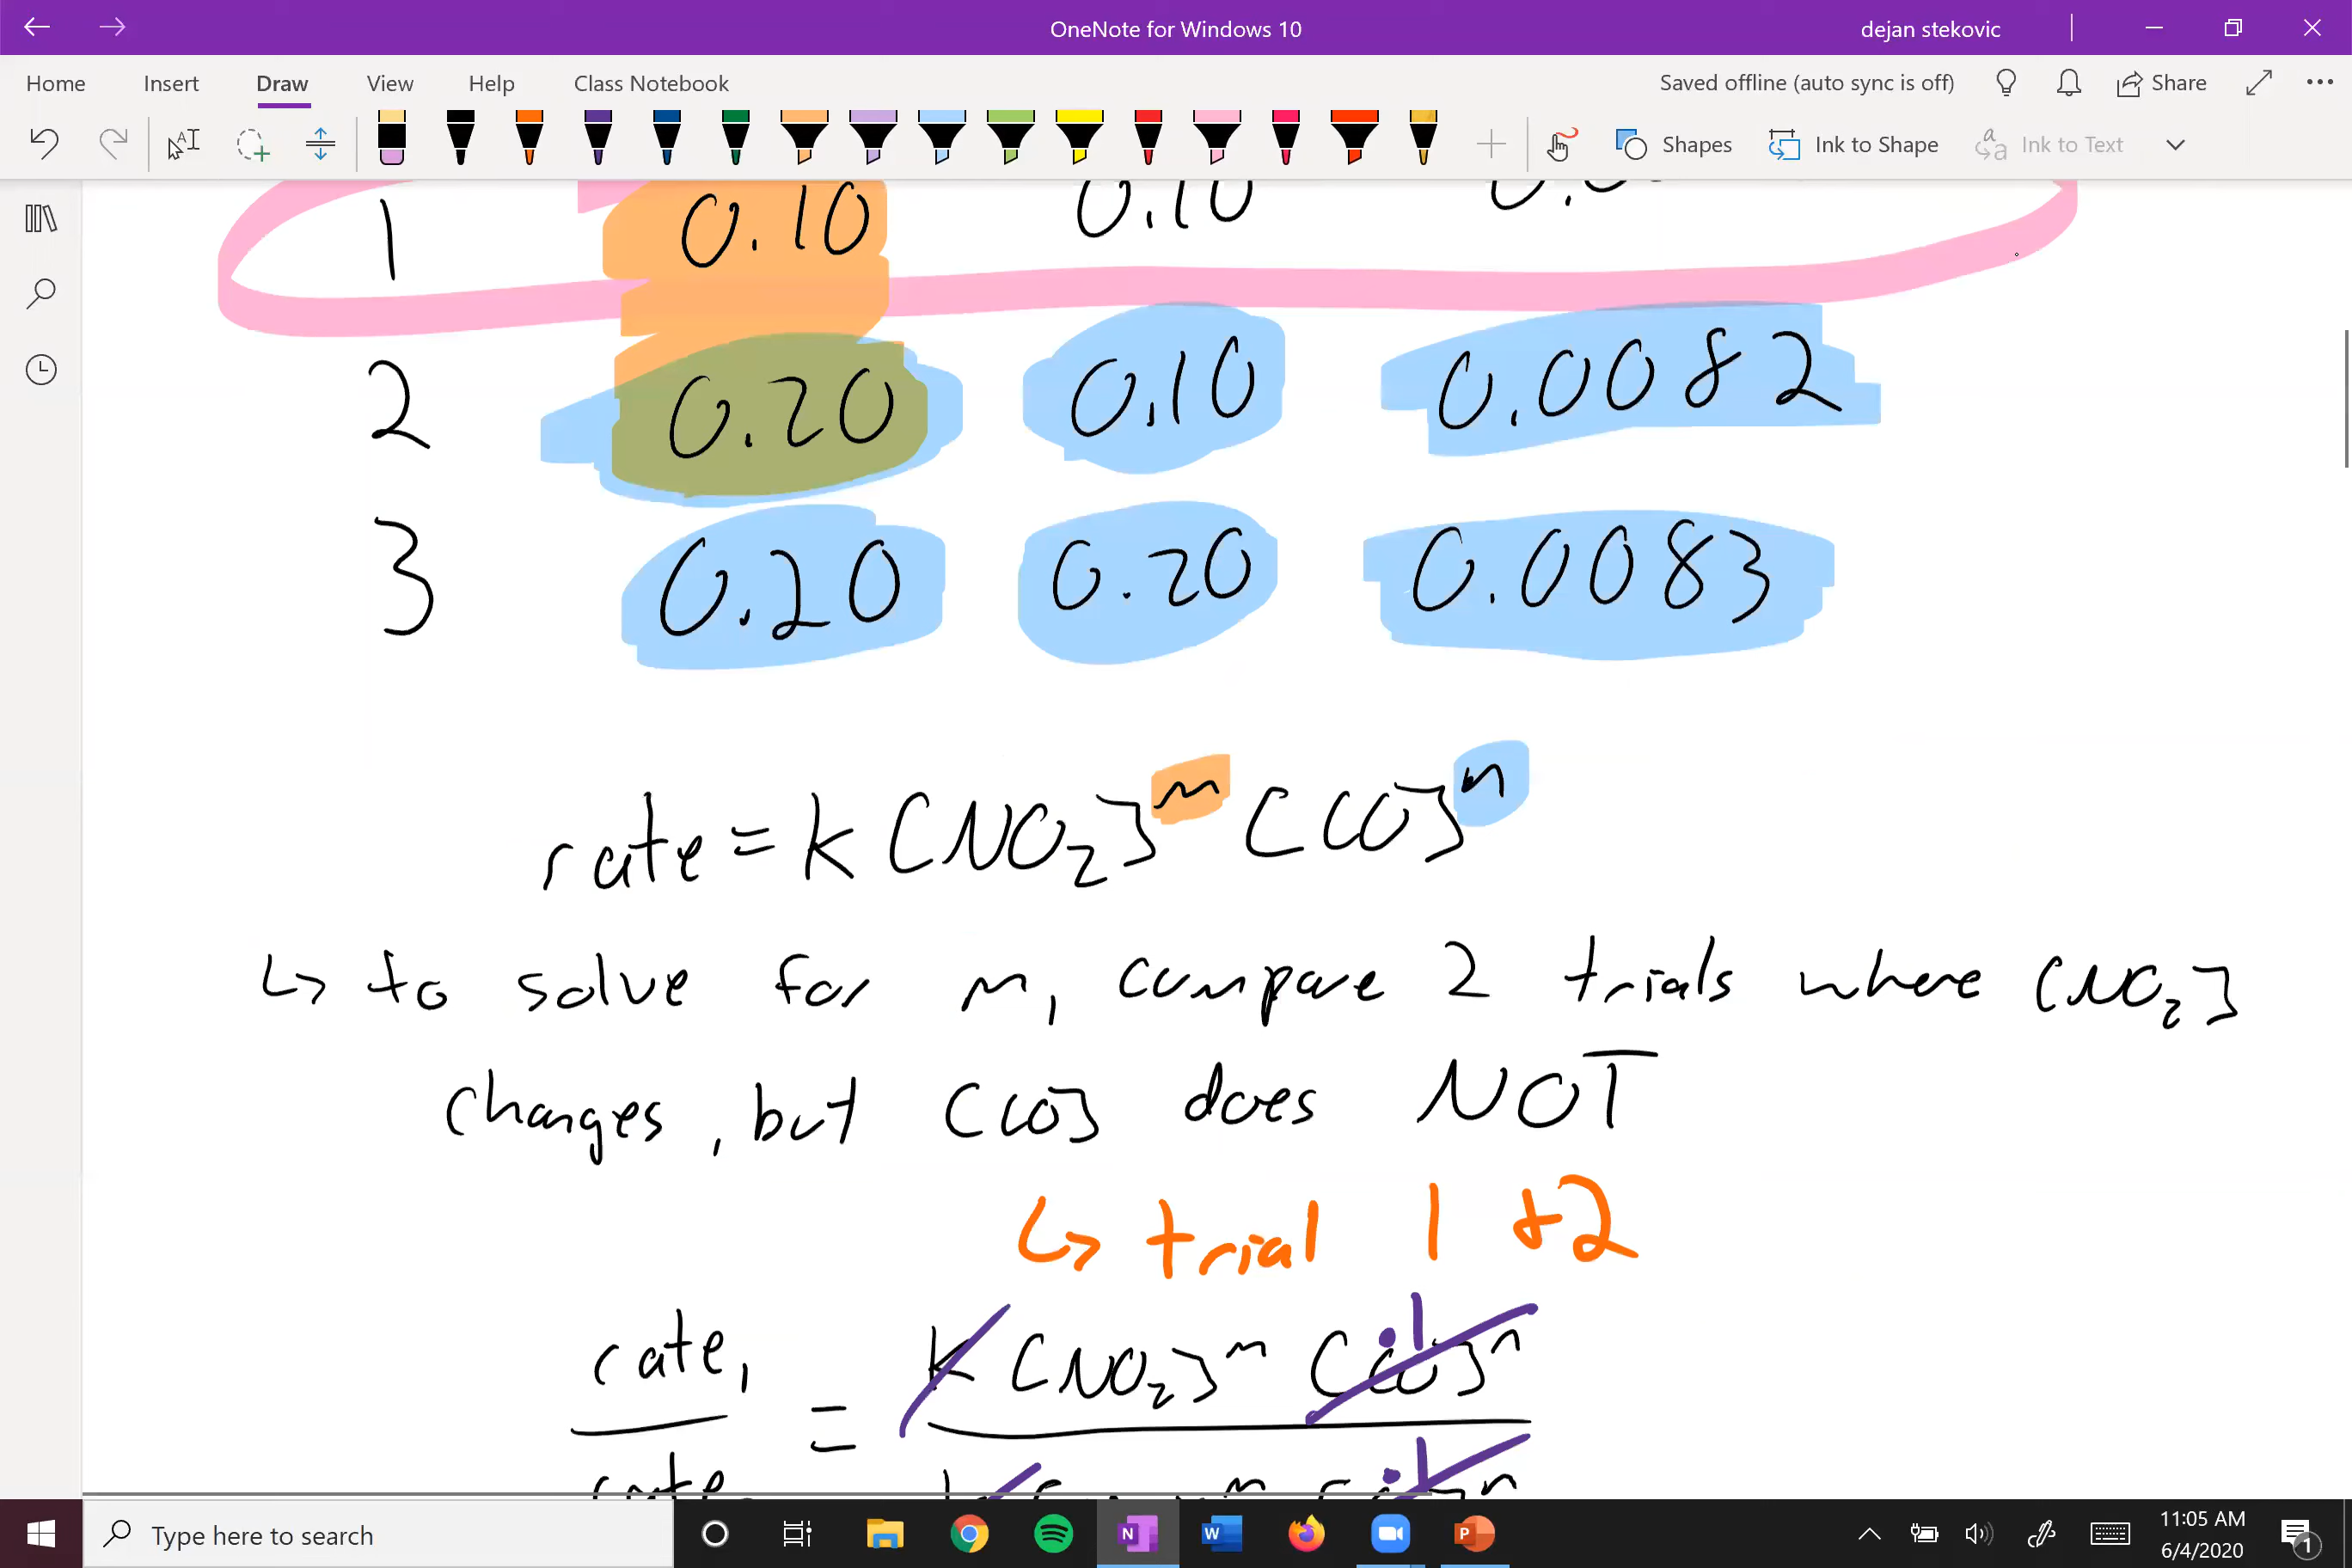 OneNote for Windows 10
dejan stekovic
Home Insert Draw View Help Class Notebook
Saved offline (auto sync is off) Share
Shapes Ink to Shape Ink to Text
1 0.10 0.10
2 0.20 0.10 0.0082
3 0.20 0.20 0.0083
rate = k [NO₂]ᵐ [CO]ⁿ
↳ to solve for m, compare 2 trials where [NO₂]
changes, but [CO] does NOT
↳ trial 1 + 2
rate₁ = k [NO₂]ᵐ [CO]ⁿ
.1
rate
.1
Type here to search
11:05 AM
6/4/2020
1